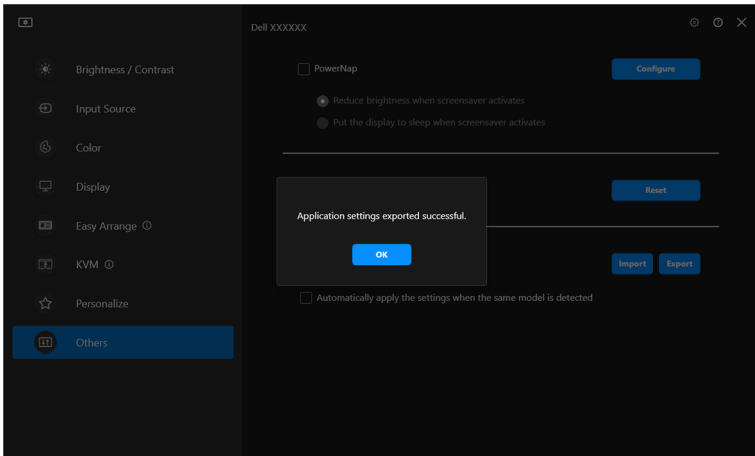 Dell XXXXXX
Brightness / Contrast
Input Source
Color
Display
Easy Arrange
KVM
Personalize
Others
PowerNap
Configure
Reduce brightness when screensaver activates
Put the display to sleep when screensaver activates
Reset
Application settings exported successful.
OK
Import Export
Automatically apply the settings when the same model is detected